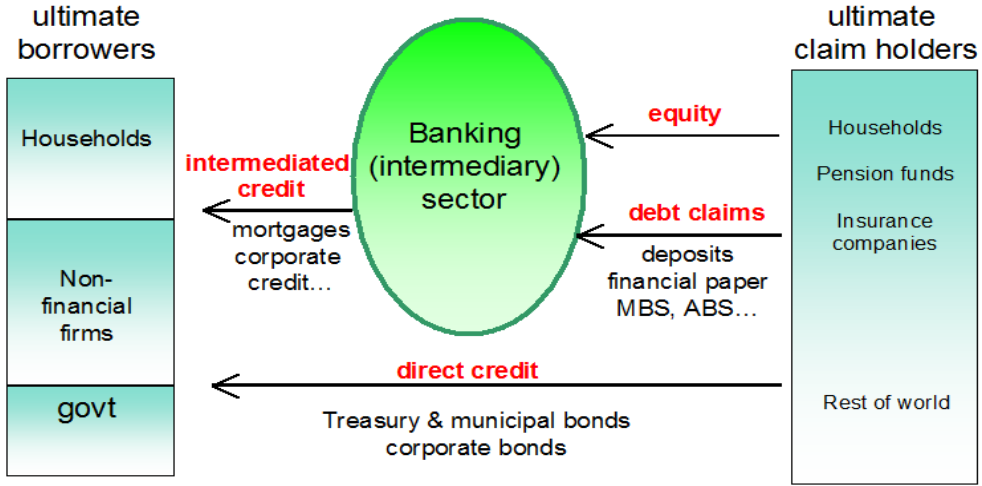 ultimate
borrowers
Households
Non-
financial
firms
govt
intermediated
credit
mortgages
corporate
credit…
Banking
(intermediary)
sector
equity
debt claims
deposits
financial paper
MBS, ABS…
direct credit
Treasury & municipal bonds
corporate bonds
ultimate
claim holders
Households
Pension funds
Insurance
companies
Rest of world